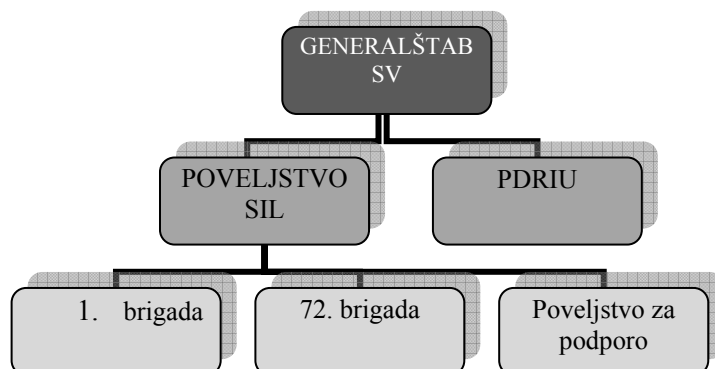 GENERALŠTAB
SV
POVELJSTVO
SIL
PDRIU
1. brigada
72. brigada
Poveljstvo za
podporo